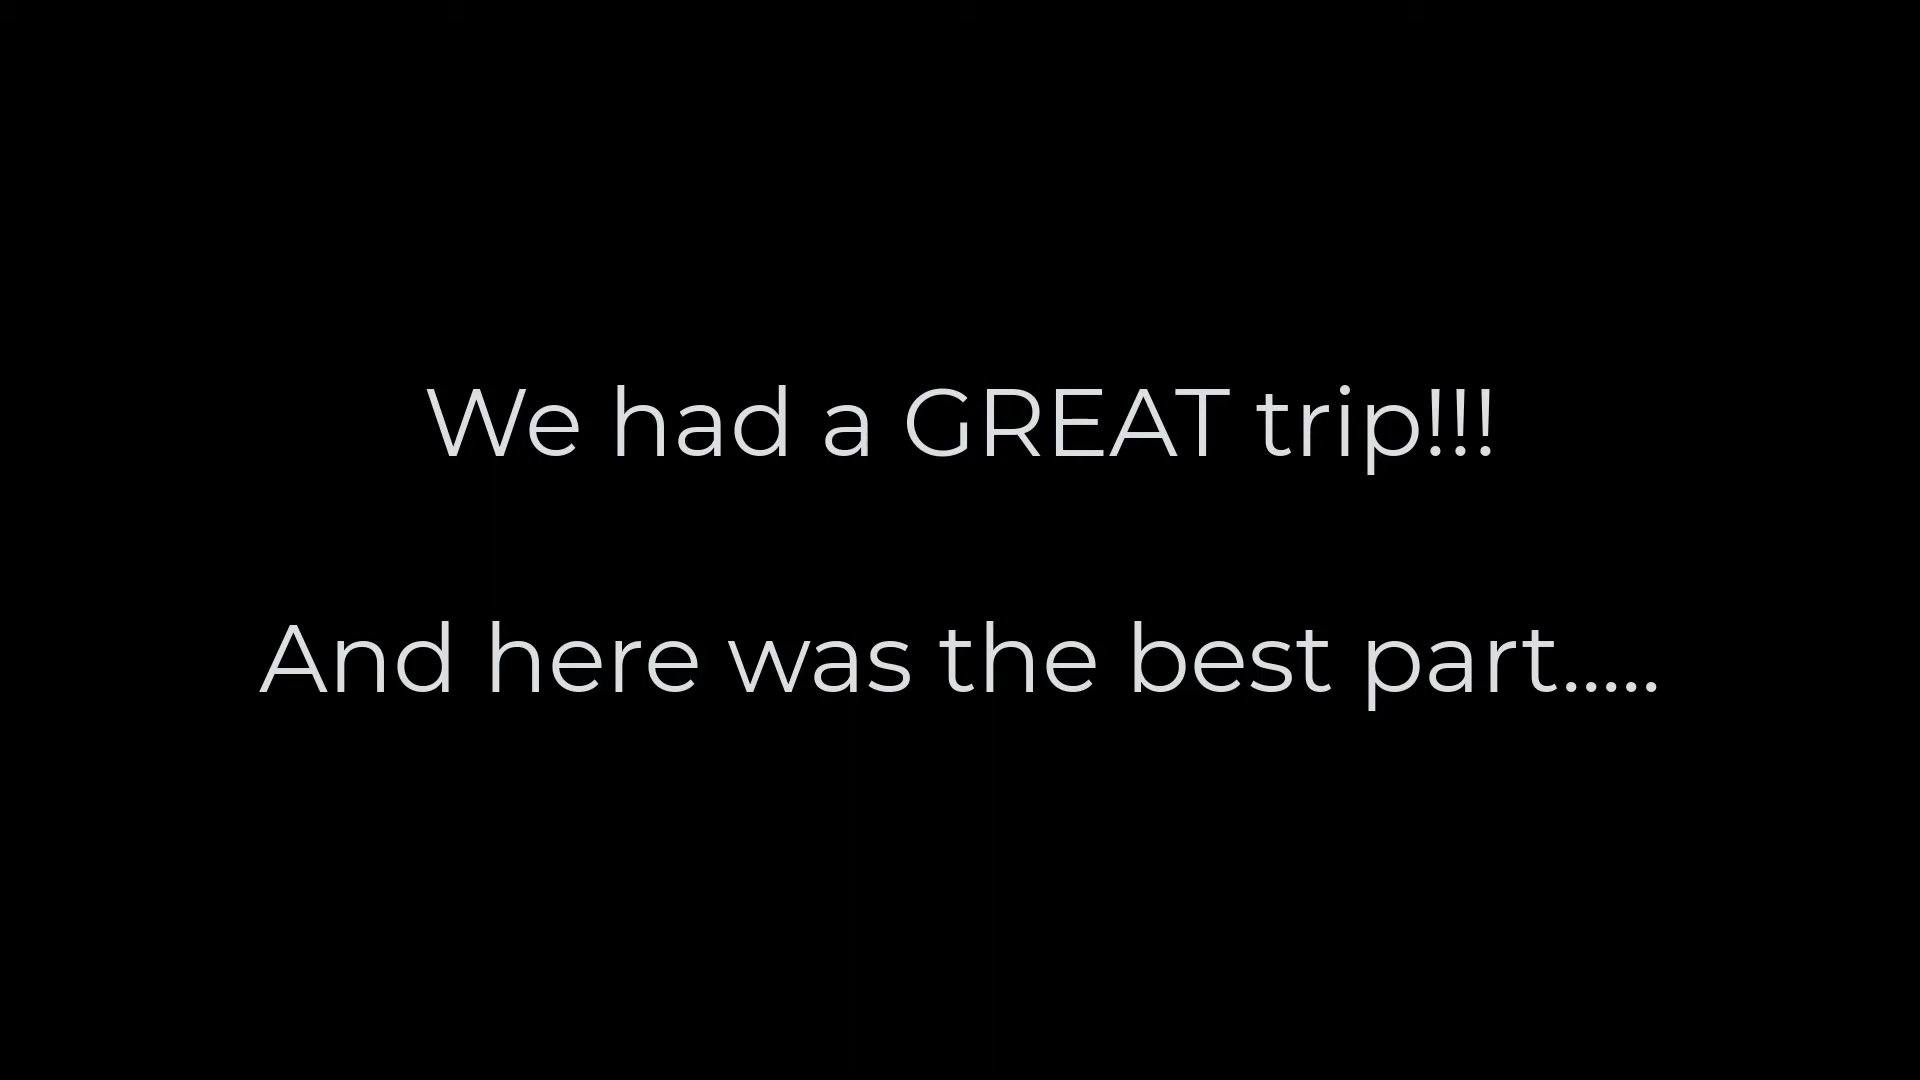 We had a GREAT trip!!!
And here was the best part.....